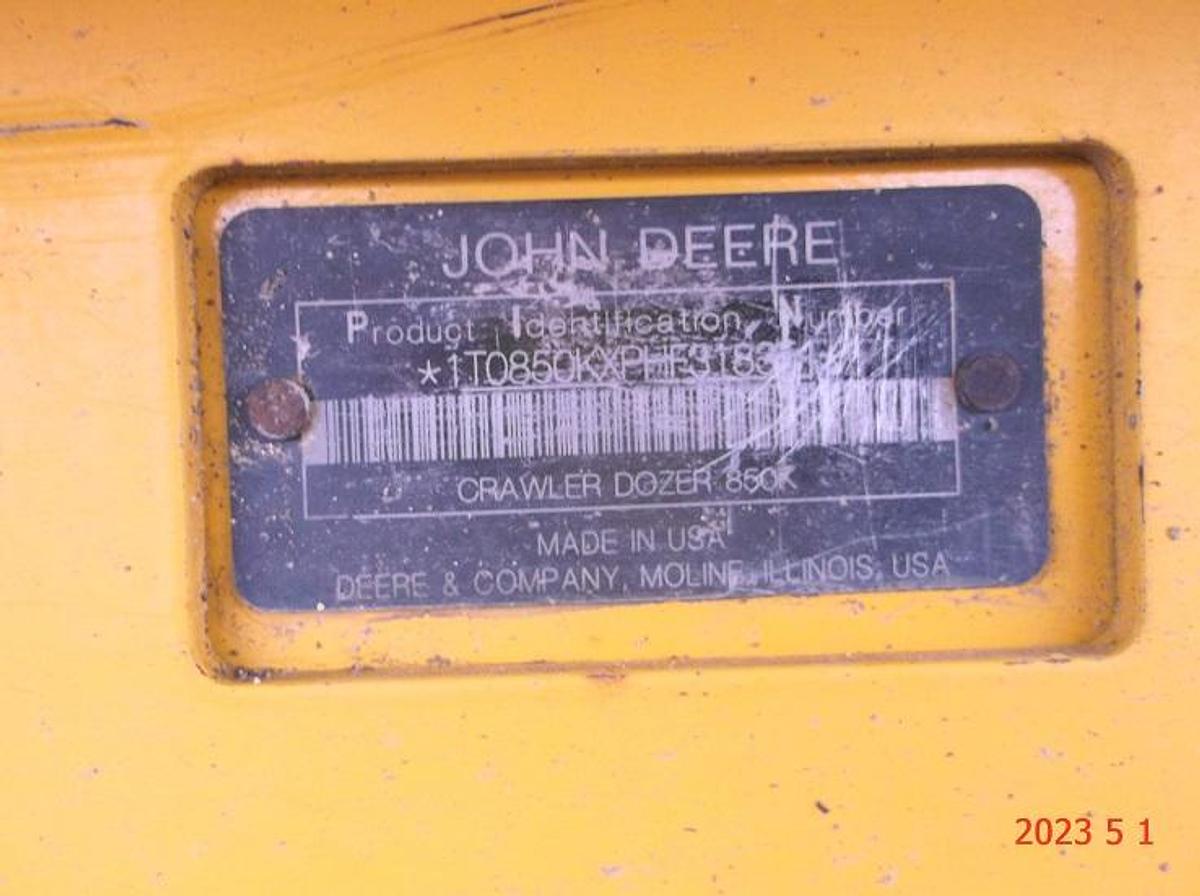 JOHN DEERE
Product Identification Number
CRAWLER DOZER 850K
MADE IN USA
DEERE & COMPANY, MOLINE, ILLINOIS, USA
2023 5 1